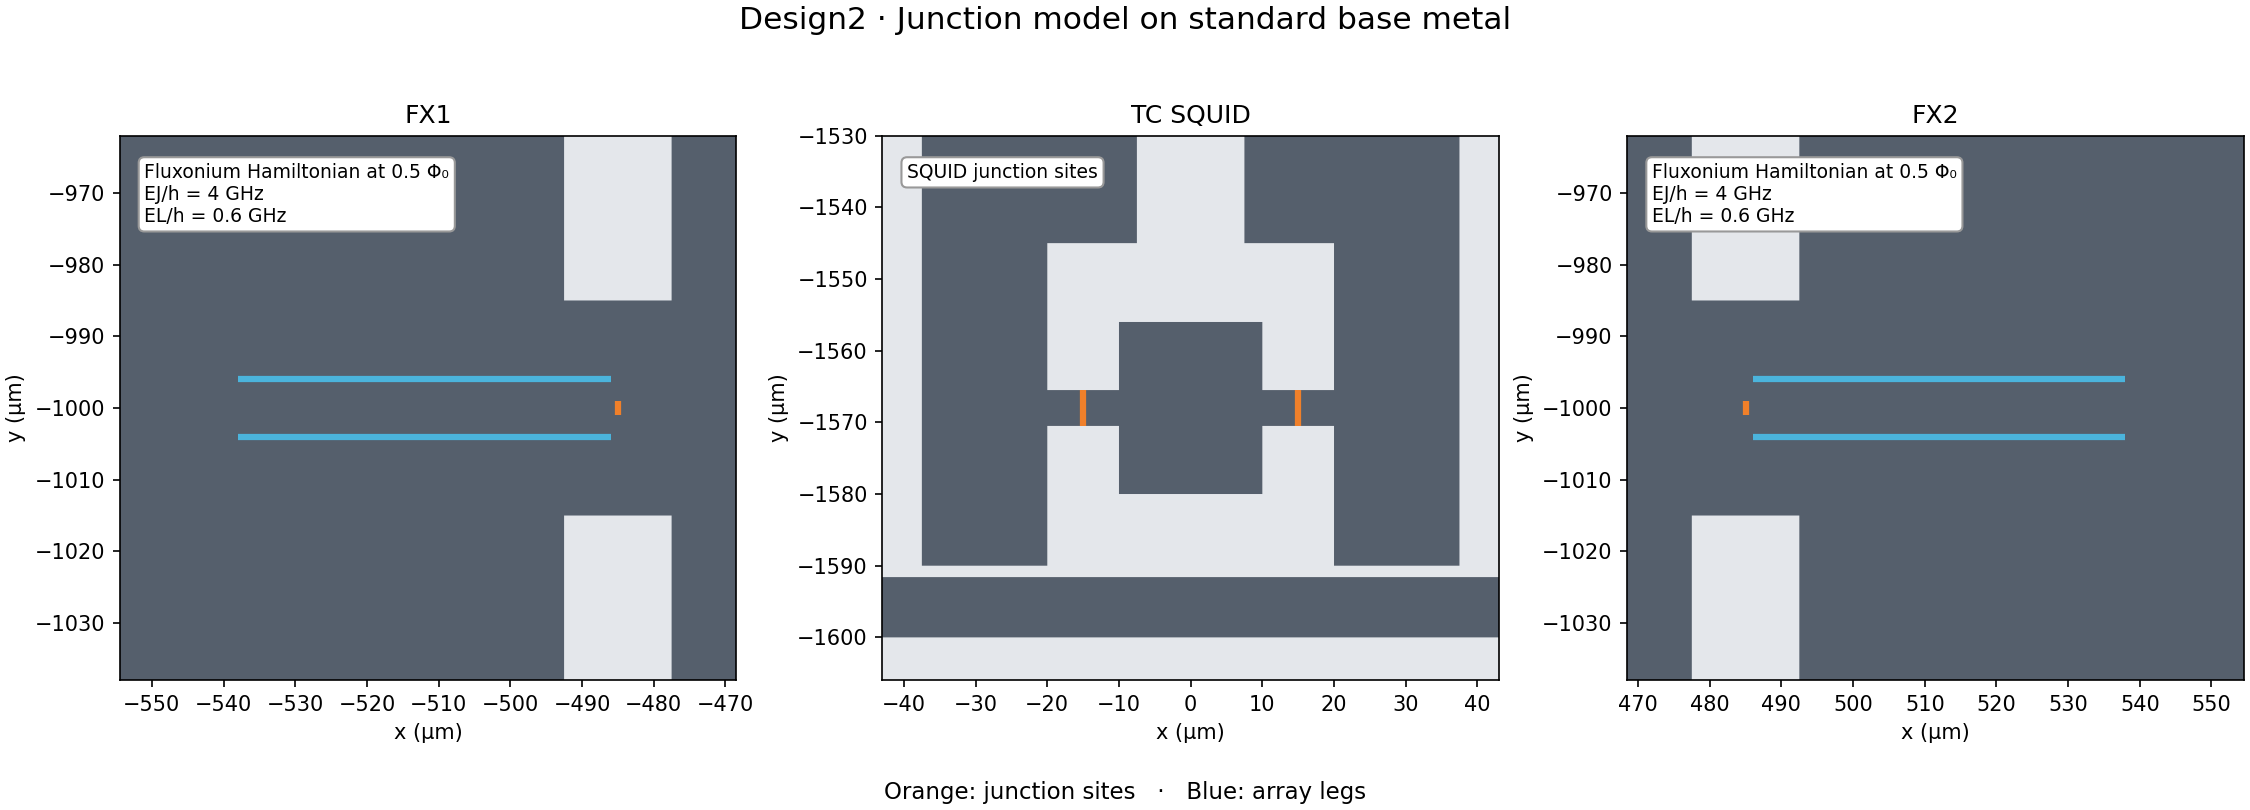 Design2 · Junction model on standard base metal
FX1
Fluxonium Hamiltonian at 0.5 Φ₀
EJ/h = 4 GHz
EL/h = 0.6 GHz
−970
−980
−990
−1000
−1010
−1020
−1030
y (μm)
−550 −540 −530 −520 −510 −500 −490 −480 −470
x (μm)
TC SQUID
SQUID junction sites
−1530
−1540
−1550
−1560
−1570
−1580
−1590
−1600
y (μm)
−40 −30 −20 −10 0 10 20 30 40
x (μm)
FX2
Fluxonium Hamiltonian at 0.5 Φ₀
EJ/h = 4 GHz
EL/h = 0.6 GHz
−970
−980
−990
−1000
−1010
−1020
−1030
y (μm)
470 480 490 500 510 520 530 540 550
x (μm)
Orange: junction sites · Blue: array legs